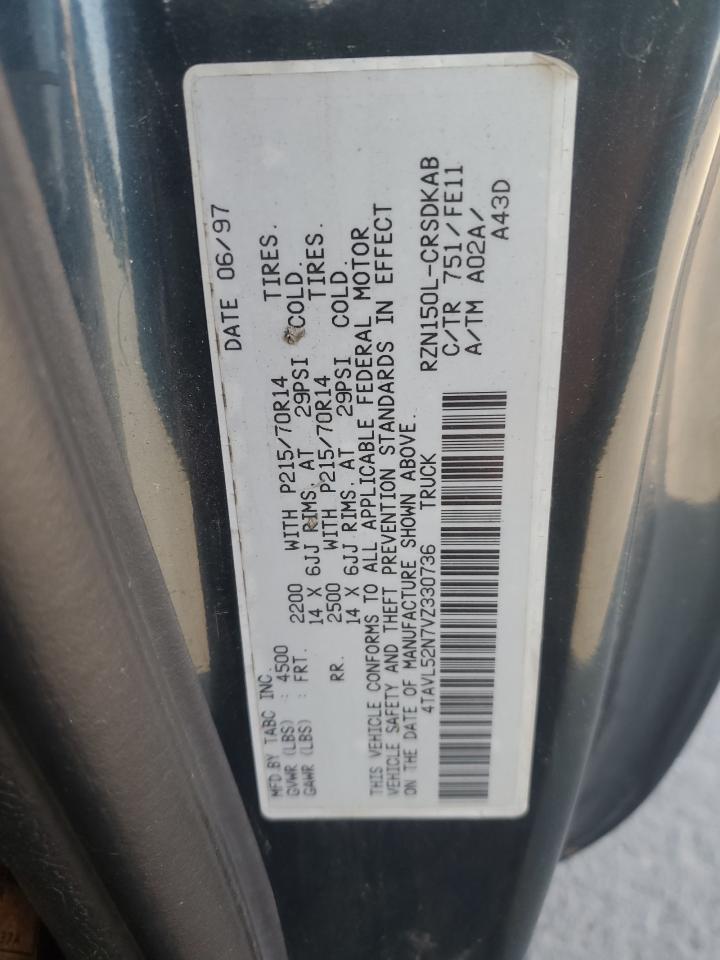 MFD.BY TABC INC. DATE 06/97
GVWR (LBS) : 4500
GAWR (LBS) : FRT. 2200 WITH P215/70R14 TIRES.
14 X 6JJ RIMS. AT 29PSI COLD.
RR. 2500 WITH P215/70R14 TIRES.
14 X 6JJ RIMS. AT 29PSI COLD.
THIS VEHICLE CONFORMS TO ALL APPLICABLE FEDERAL MOTOR
VEHICLE SAFETY AND THEFT PREVENTION STANDARDS IN EFFECT
ON THE DATE OF MANUFACTURE SHOWN ABOVE.
4TAVL52N7VZ330736 TRUCK RZN150L-CRSDKAB
C/TR 751/FE11
A/TM A02A/
A43D
37A